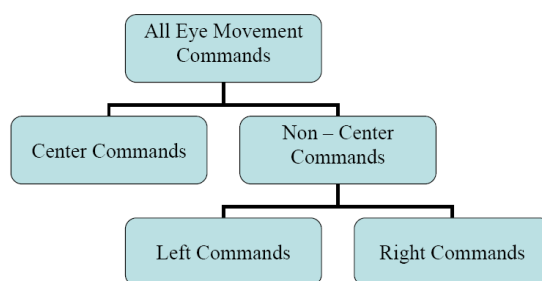 All Eye Movement
Commands
Center Commands
Non – Center
Commands
Left Commands
Right Commands